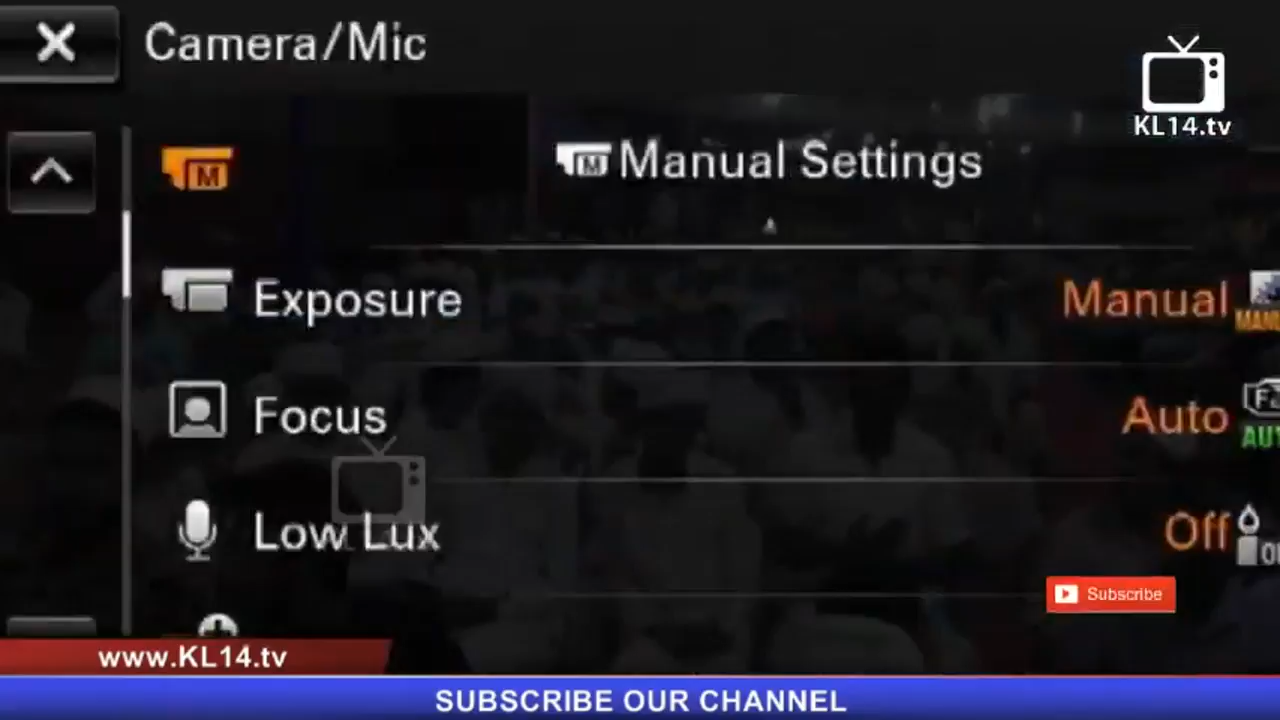 Camera/Mic
KL14.tv
M
M Manual Settings
Exposure
Manual
Focus
Auto
Low Lux
Off
Subscribe
www.KL14.tv
SUBSCRIBE OUR CHANNEL